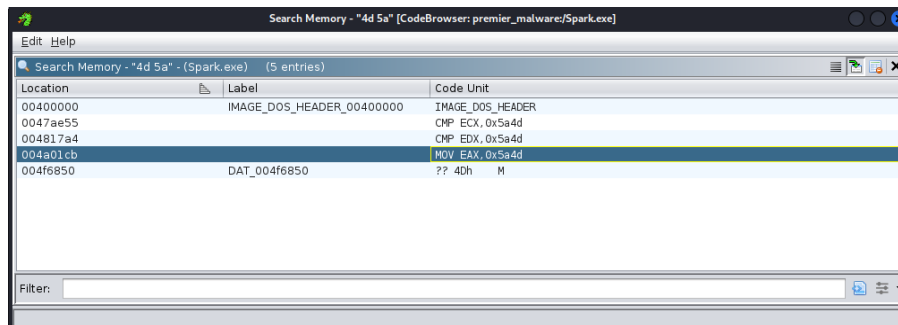 Search Memory - "4d 5a" [CodeBrowser: premier_malware:/Spark.exe]
Edit Help
Search Memory - "4d 5a" - (Spark.exe) (5 entries)
Location Label Code Unit
00400000 IMAGE_DOS_HEADER_00400000 IMAGE_DOS_HEADER
0047ae55 CMP ECX,0x5a4d
004817a4 CMP EDX,0x5a4d
004a01cb MOV EAX,0x5a4d
004f6850 DAT_004f6850 ?? 4Dh M
Filter: